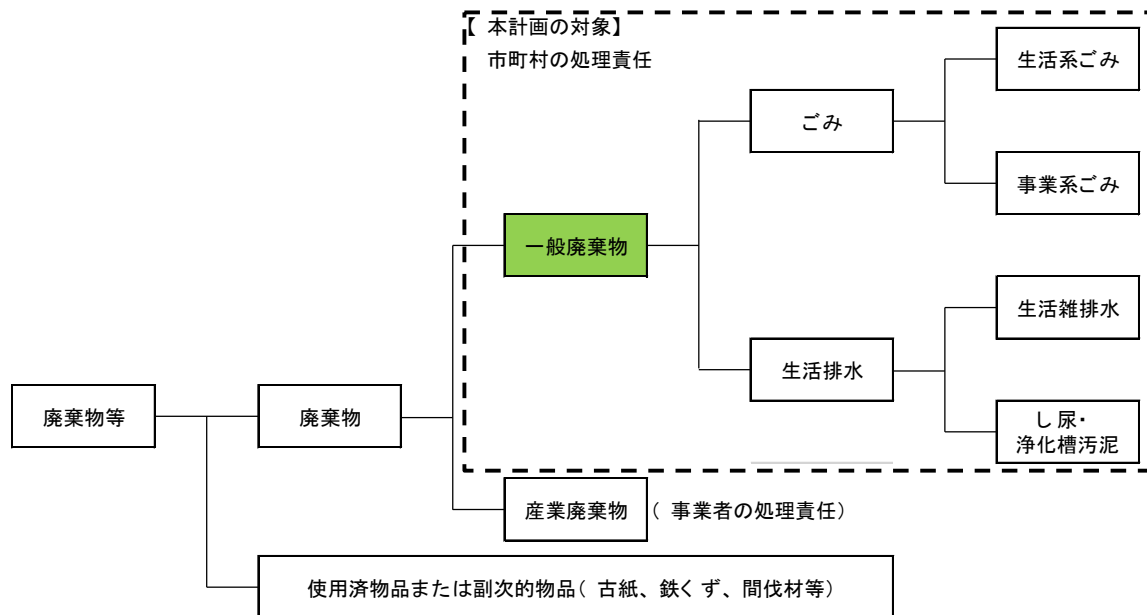 【 本計画の対象】
市町村の処理責任
生活系ごみ
ごみ
事業系ごみ
一般廃棄物
生活雑排水
生活排水
廃棄物等
廃棄物
し尿・
浄化槽汚泥
産業廃棄物
( 事業者の処理責任)
使用済物品または副次的物品( 古紙、鉄くず、間伐材等)